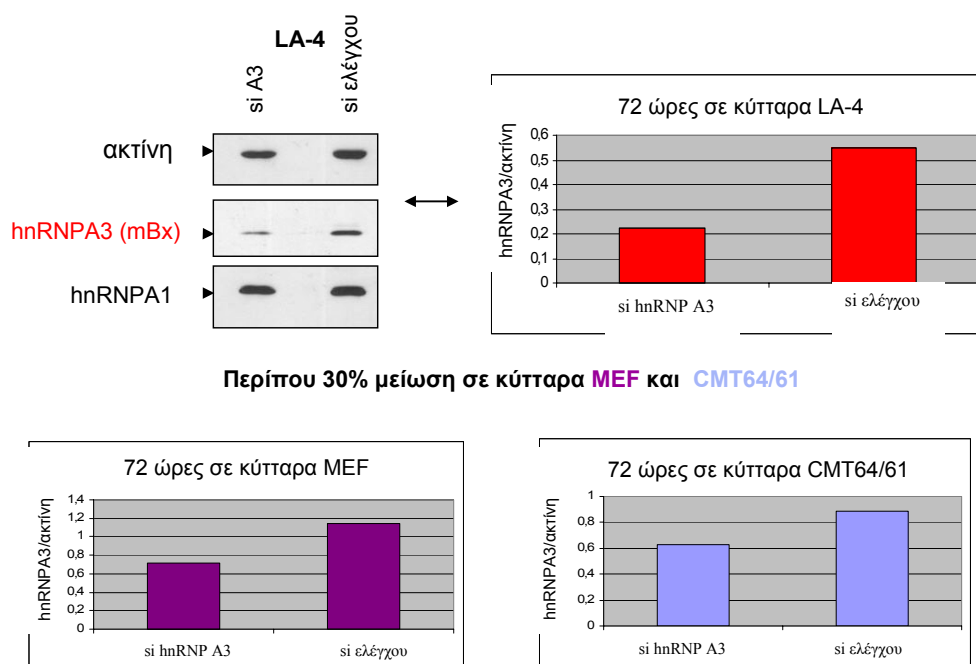 LA-4
si A3
si ελέγχου
ακτίνη
hnRNPA3 (mBx)
hnRNPA1
72 ώρες σε κύτταρα LA-4
hnRNPA3/ακτίνη
0,6
0,5
0,4
0,3
0,2
0,1
0
si hnRNP A3
si ελέγχου
Περίπου 30% μείωση σε κύτταρα MEF και CMT64/61
72 ώρες σε κύτταρα MEF
hnRNPA3/ακτίνη
1,4
1,2
1
0,8
0,6
0,4
0,2
0
si hnRNP A3
si ελέγχου
72 ώρες σε κύτταρα CMT64/61
hnRNPA3/ακτίνη
1
0,8
0,6
0,4
0,2
0
si hnRNP A3
si ελέγχου